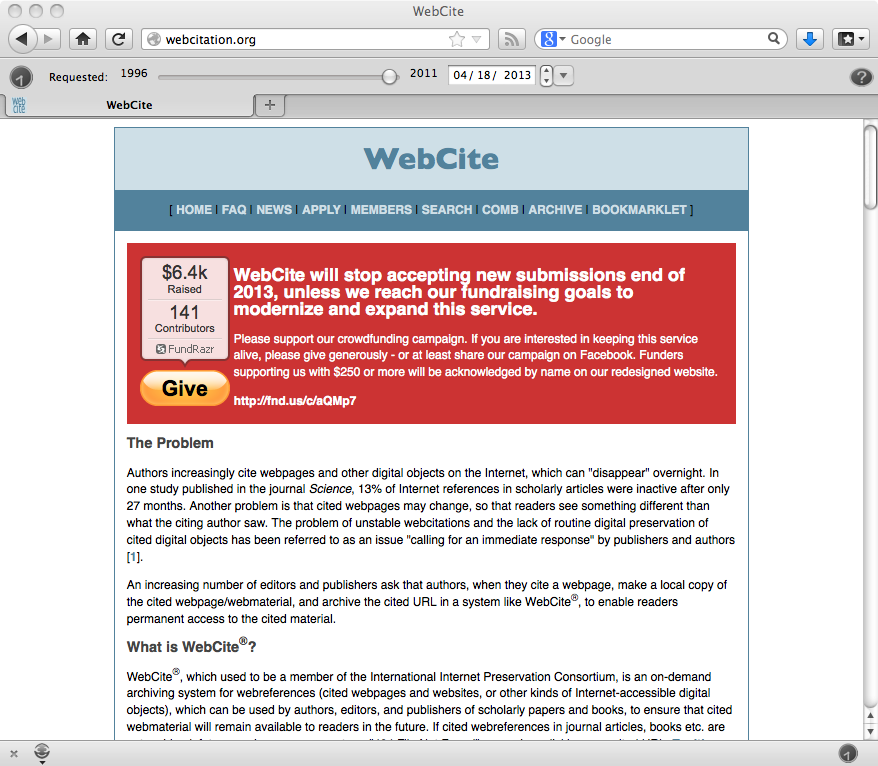 WebCite
webcitation.org
Google
Requested: 1996 2011 04/ 18/ 2013
web cite WebCite
WebCite
[ HOME | FAQ | NEWS | APPLY | MEMBERS | SEARCH | COMB | ARCHIVE | BOOKMARKLET ]
$6.4k
Raised
141
Contributors
FundRazr
Give
WebCite will stop accepting new submissions end of
2013, unless we reach our fundraising goals to
modernize and expand this service.
Please support our crowdfunding campaign. If you are interested in keeping this service
alive, please give generously - or at least share our campaign on Facebook. Funders
supporting us with $250 or more will be acknowledged by name on our redesigned website.
http://fnd.us/c/aQMp7
The Problem
Authors increasingly cite webpages and other digital objects on the Internet, which can "disappear" overnight. In
one study published in the journal Science, 13% of Internet references in scholarly articles were inactive after only
27 months. Another problem is that cited webpages may change, so that readers see something different than
what the citing author saw. The problem of unstable webcitations and the lack of routine digital preservation of
cited digital objects has been referred to as an issue "calling for an immediate response" by publishers and authors
[1].
An increasing number of editors and publishers ask that authors, when they cite a webpage, make a local copy of
the cited webpage/webmaterial, and archive the cited URL in a system like WebCite®, to enable readers
permanent access to the cited material.
What is WebCite®?
WebCite®, which used to be a member of the International Internet Preservation Consortium, is an on-demand
archiving system for webreferences (cited webpages and websites, or other kinds of Internet-accessible digital
objects), which can be used by authors, editors, and publishers of scholarly papers and books, to ensure that cited
webmaterial will remain available to readers in the future. If cited webreferences in journal articles, books etc. are